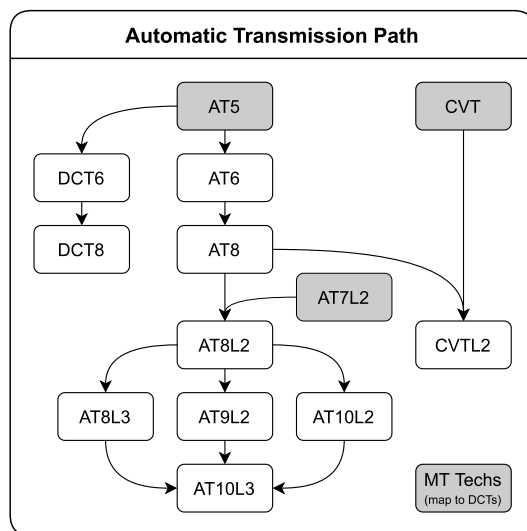 Automatic Transmission Path
AT5
CVT
DCT6
AT6
DCT8
AT8
AT7L2
AT8L2
CVTL2
AT8L3
AT9L2
AT10L2
AT10L3
MT Techs
(map to DCTs)